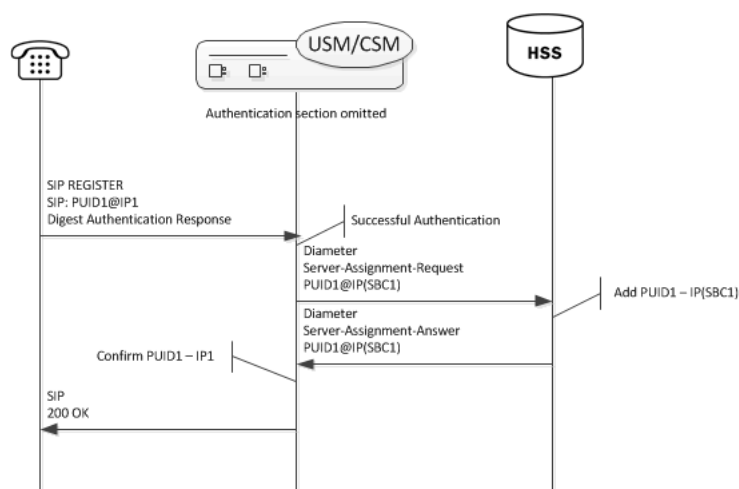 USM/CSM
HSS
Authentication section omitted
SIP REGISTER
SIP: PUID1@IP1
Digest Authentication Response
Successful Authentication
Diameter
Server-Assignment-Request
PUID1@IP(SBC1)
Add PUID1 – IP(SBC1)
Diameter
Server-Assignment-Answer
PUID1@IP(SBC1)
Confirm PUID1 – IP1
SIP
200 OK